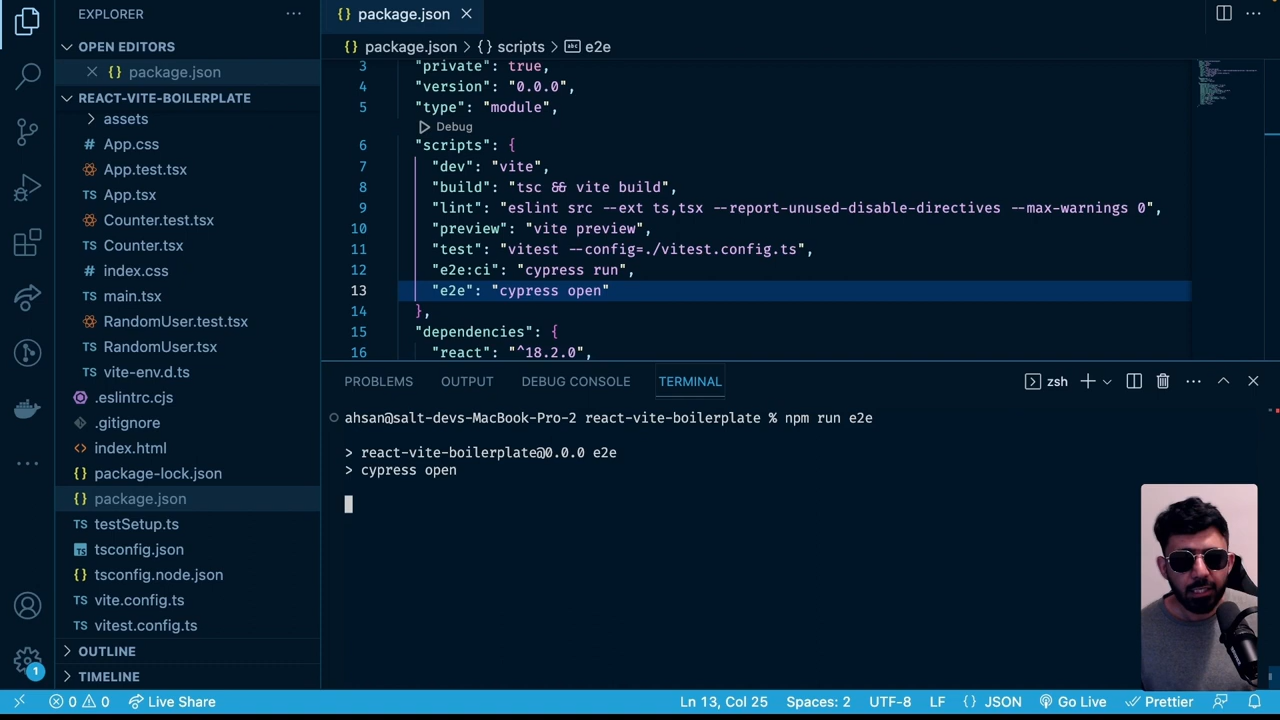 EXPLORER
OPEN EDITORS
package.json
REACT-VITE-BOILERPLATE
assets
App.css
App.test.tsx
App.tsx
Counter.test.tsx
Counter.tsx
index.css
main.tsx
RandomUser.test.tsx
RandomUser.tsx
vite-env.d.ts
.eslintrc.cjs
.gitignore
index.html
package-lock.json
package.json
testSetup.ts
tsconfig.json
tsconfig.node.json
vite.config.ts
vitest.config.ts
OUTLINE
TIMELINE
package.json
package.json > {} scripts > abc e2e
3 "private": true,
4 "version": "0.0.0",
5 "type": "module",
Debug
6 "scripts": {
7 "dev": "vite",
8 "build": "tsc && vite build",
9 "lint": "eslint src --ext ts,tsx --report-unused-disable-directives --max-warnings 0",
10 "preview": "vite preview",
11 "test": "vitest --config=./vitest.config.ts",
12 "e2e:ci": "cypress run",
13 "e2e": "cypress open"
14 },
15 "dependencies": {
16 "react": "^18.2.0",
PROBLEMS OUTPUT DEBUG CONSOLE TERMINAL zsh
ahsan@salt-devs-MacBook-Pro-2 react-vite-boilerplate % npm run e2e
> react-vite-boilerplate@0.0.0 e2e
> cypress open
1
0 0 Live Share Ln 13, Col 25 Spaces: 2 UTF-8 LF {} JSON Go Live Prettier